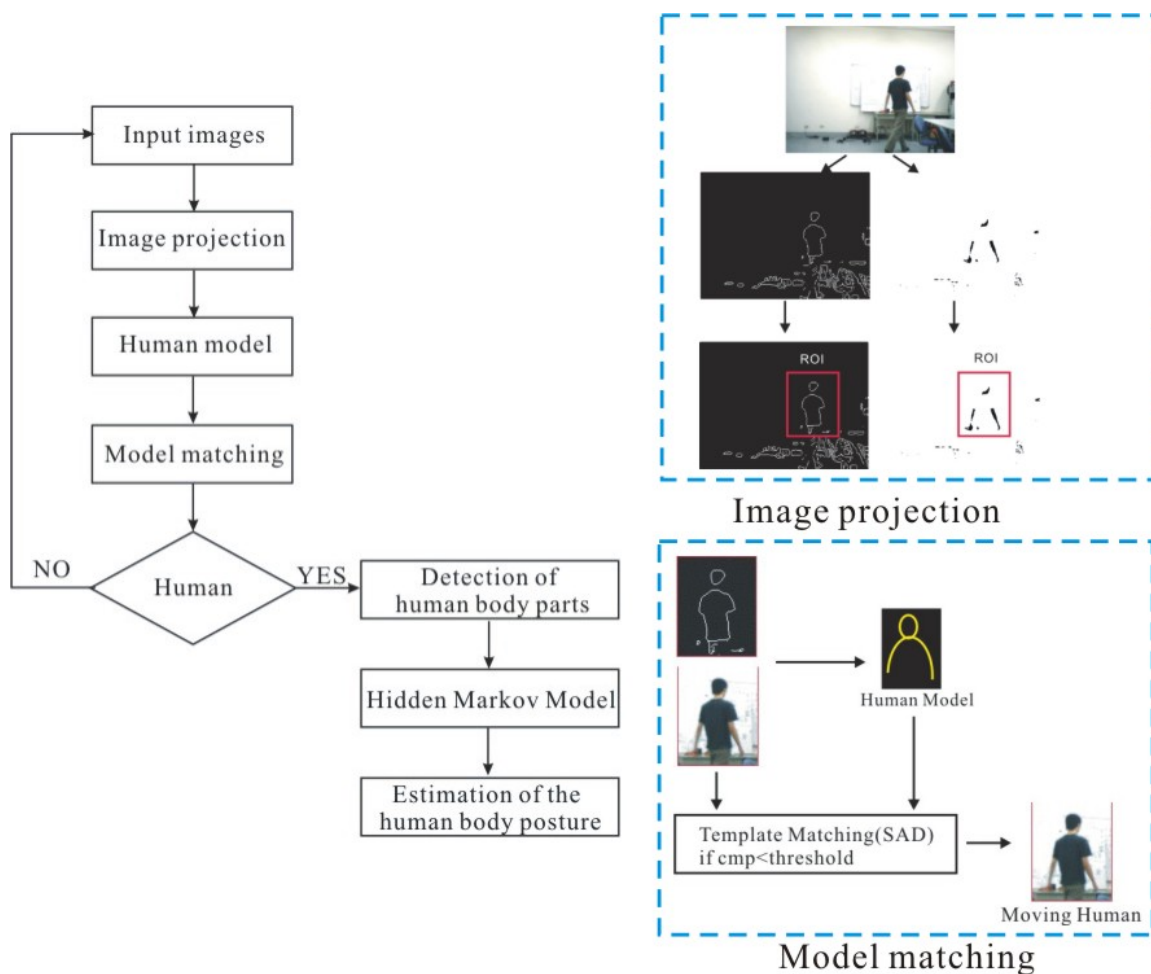 Input images
Image projection
Human model
Model matching
NO
Human
YES
Detection of
human body parts
Hidden Markov Model
Estimation of the
human body posture
ROI
ROI
Image projection
Human Model
Template Matching(SAD)
if cmp<threshold
Moving Human
Model matching